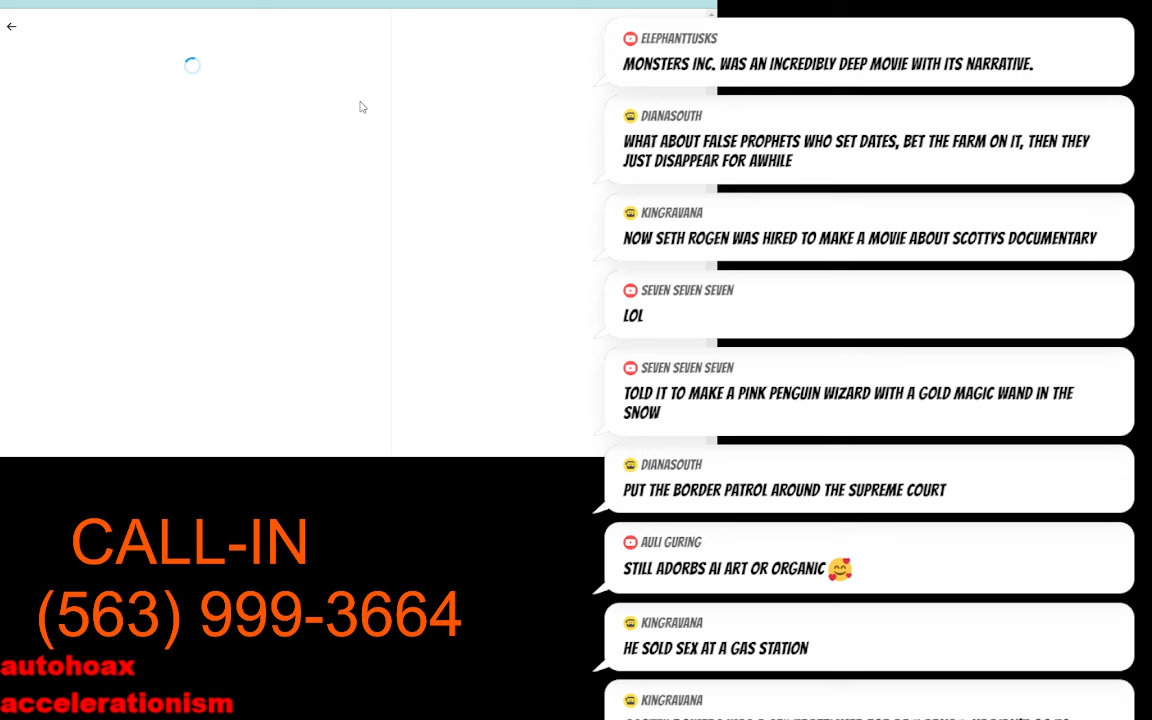 ELEPHANTTUSKS
MONSTERS INC. WAS AN INCREDIBLY DEEP MOVIE WITH ITS NARRATIVE.
DIANASOUTH
WHAT ABOUT FALSE PROPHETS WHO SET DATES, BET THE FARM ON IT, THEN THEY
JUST DISAPPEAR FOR AWHILE
KINGRAVANA
NOW SETH ROGEN WAS HIRED TO MAKE A MOVIE ABOUT SCOTTYS DOCUMENTARY
SEVEN SEVEN SEVEN
LOL
SEVEN SEVEN SEVEN
TOLD IT TO MAKE A PINK PENGUIN WIZARD WITH A GOLD MAGIC WAND IN THE
SNOW
DIANASOUTH
PUT THE BORDER PATROL AROUND THE SUPREME COURT
AULI GURING
STILL ADORBS AI ART OR ORGANIC 🥰
KINGRAVANA
HE SOLD SEX AT A GAS STATION
KINGRAVANA
CALL-IN
(563) 999-3664
autohoax
accelerationism